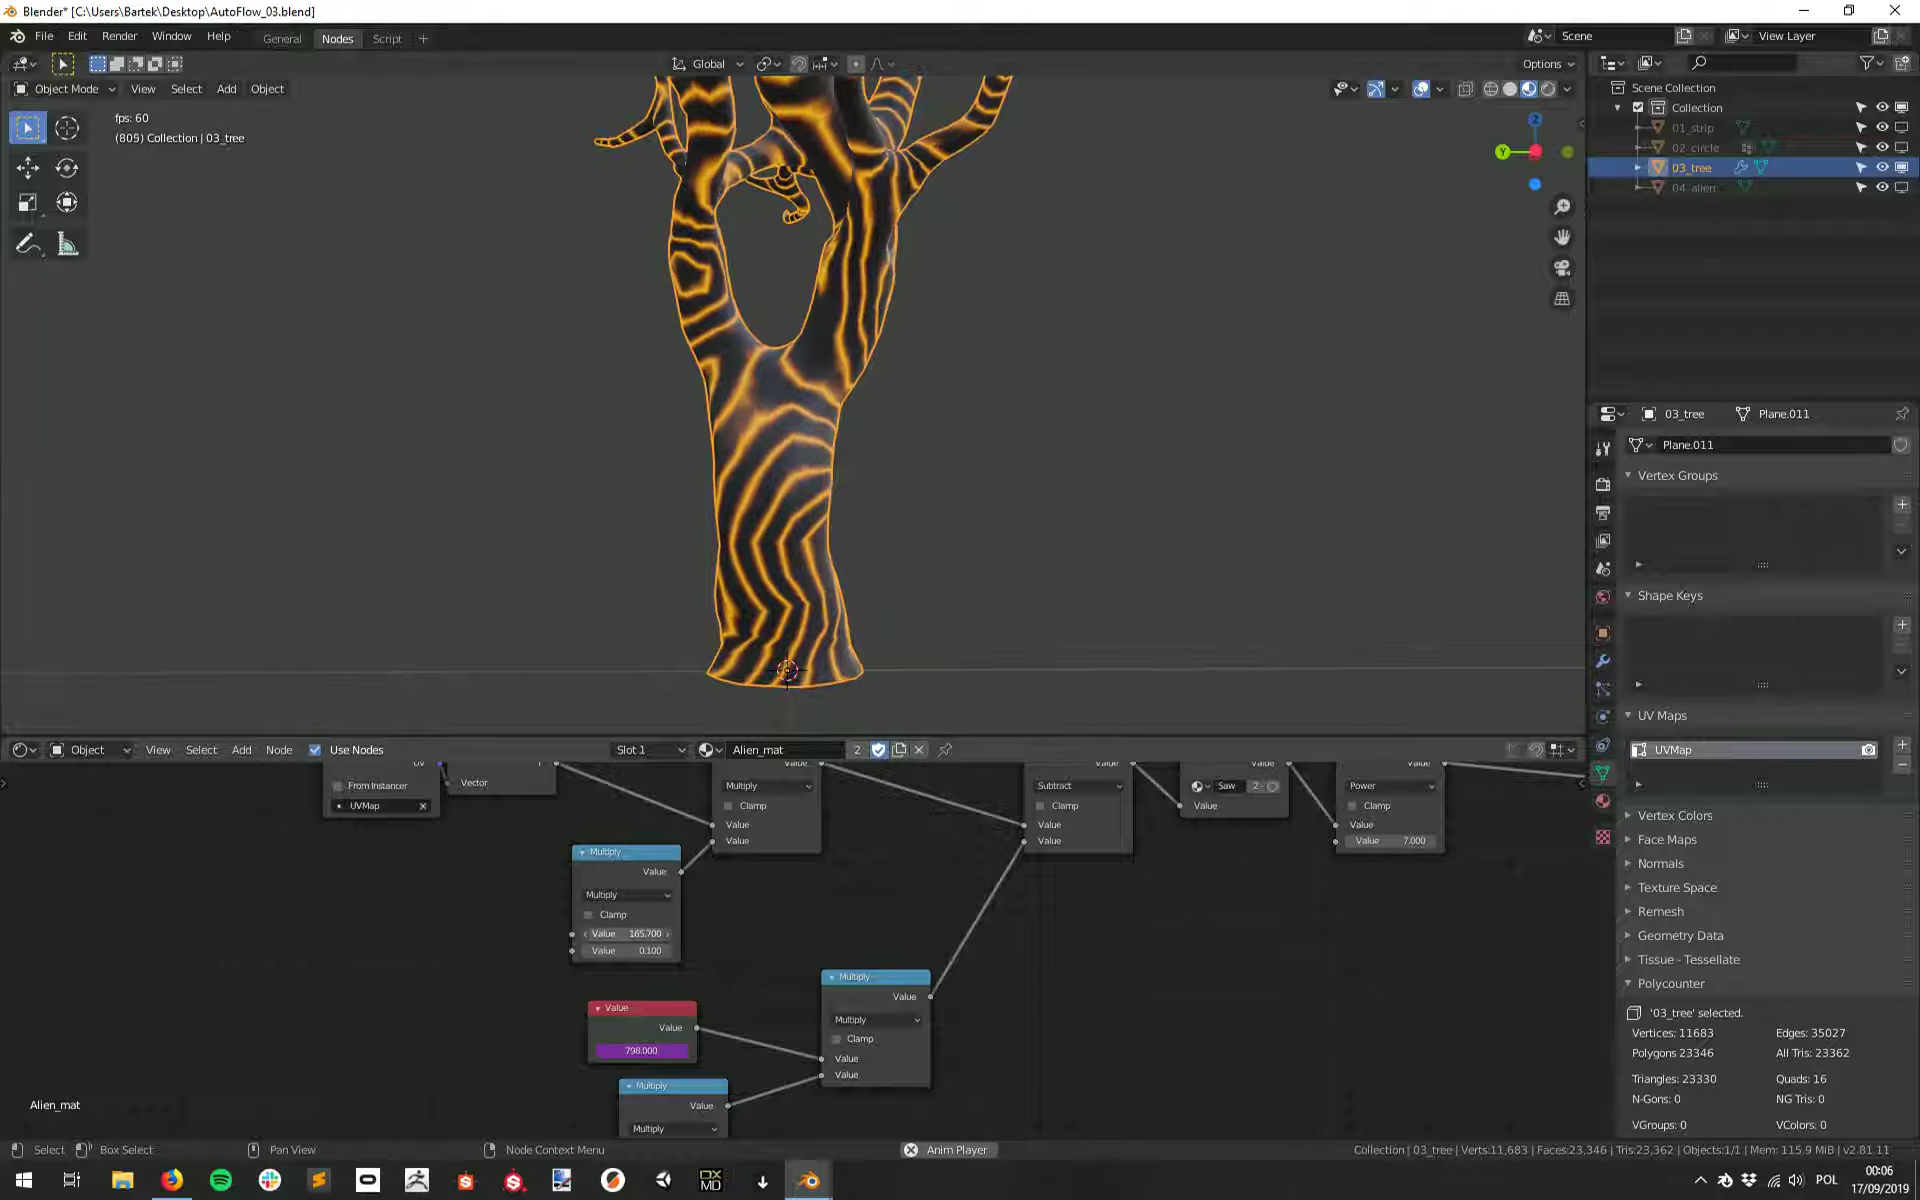 Blender* [C:\Users\Bartek\Desktop\AutoFlow_03.blend]
File Edit Render Window Help General Nodes Script Scene View Layer
Global Options
Object Mode View Select Add Object
fps: 60
(805) Collection | 03_tree
Z
Y
Scene Collection
Collection
01_strip
02_circle
03_tree
04_alien
03_tree Plane.011
Plane.011
Vertex Groups
Shape Keys
UV Maps
UVMap
Vertex Colors
Face Maps
Normals
Texture Space
Remesh
Geometry Data
Tissue - Tessellate
Polycounter
'03_tree' selected.
Vertices: 11683 Edges: 35027
Polygons 23346 All Tris: 23362
Triangles: 23330 Quads: 16
N-Gons: 0 NG Tris: 0
VGroups: 0 VColors: 0
Object View Select Add Node Use Nodes Slot 1 Alien_mat 2
UV
From Instancer
UVMap
Vector
Value
Multiply
Clamp
Value
Value
Value
Subtract
Clamp
Value
Value
Value
Saw 2
Value
Value
Power
Clamp
Value
Value 7.000
Multiply
Value
Multiply
Clamp
Value 165.700
Value 0.100
Value
Value
798.000
Multiply
Value
Multiply
Clamp
Value
Value
Multiply
Value
Multiply
Alien_mat
Select Box Select Pan View Node Context Menu Anim Player Collection | 03_tree | Verts:11,683 | Faces:23,346 | Tris:23,362 | Objects:1/1 | Mem: 115.9 MiB | v2.81.11
DX
MD
POL
00:06
17/09/2019